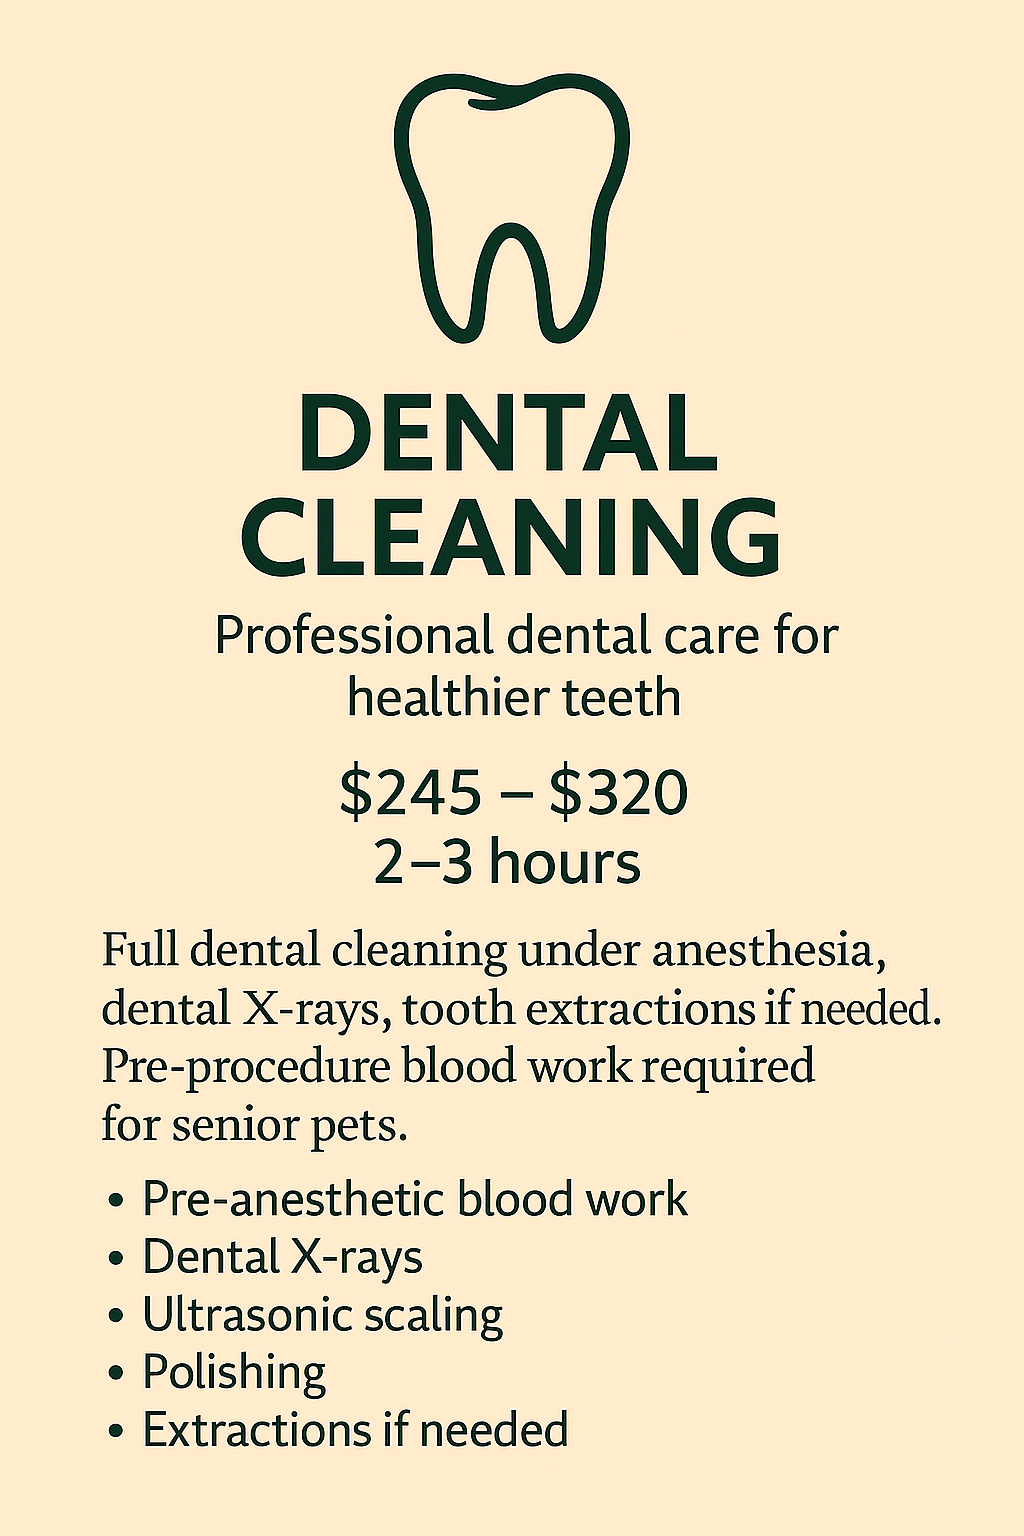 DENTAL
CLEANING
Professional dental care for
healthier teeth
$245 – $320
2–3 hours
Full dental cleaning under anesthesia,
dental X-rays, tooth extractions if needed.
Pre-procedure blood work required
for senior pets.
• Pre-anesthetic blood work
• Dental X-rays
• Ultrasonic scaling
• Polishing
• Extractions if needed